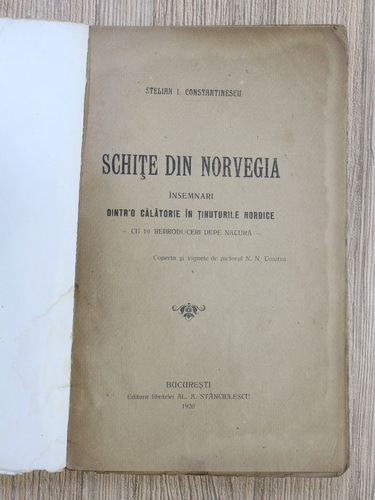 STELIAN I. CONSTANTINESCU
SCHIŢE DIN NORVEGIA
ÎNSEMNARI
DINTR'O CĂLĂTORIE ÎN ŢINUTURILE NORDICE
– CU 10 REPRODUCERI DEPE NATURĂ –
Coperta şi vignete de pictorul N. N.
BUCUREŞTI
Editura librăriei AL. A. STĂNCIULESCU
1920